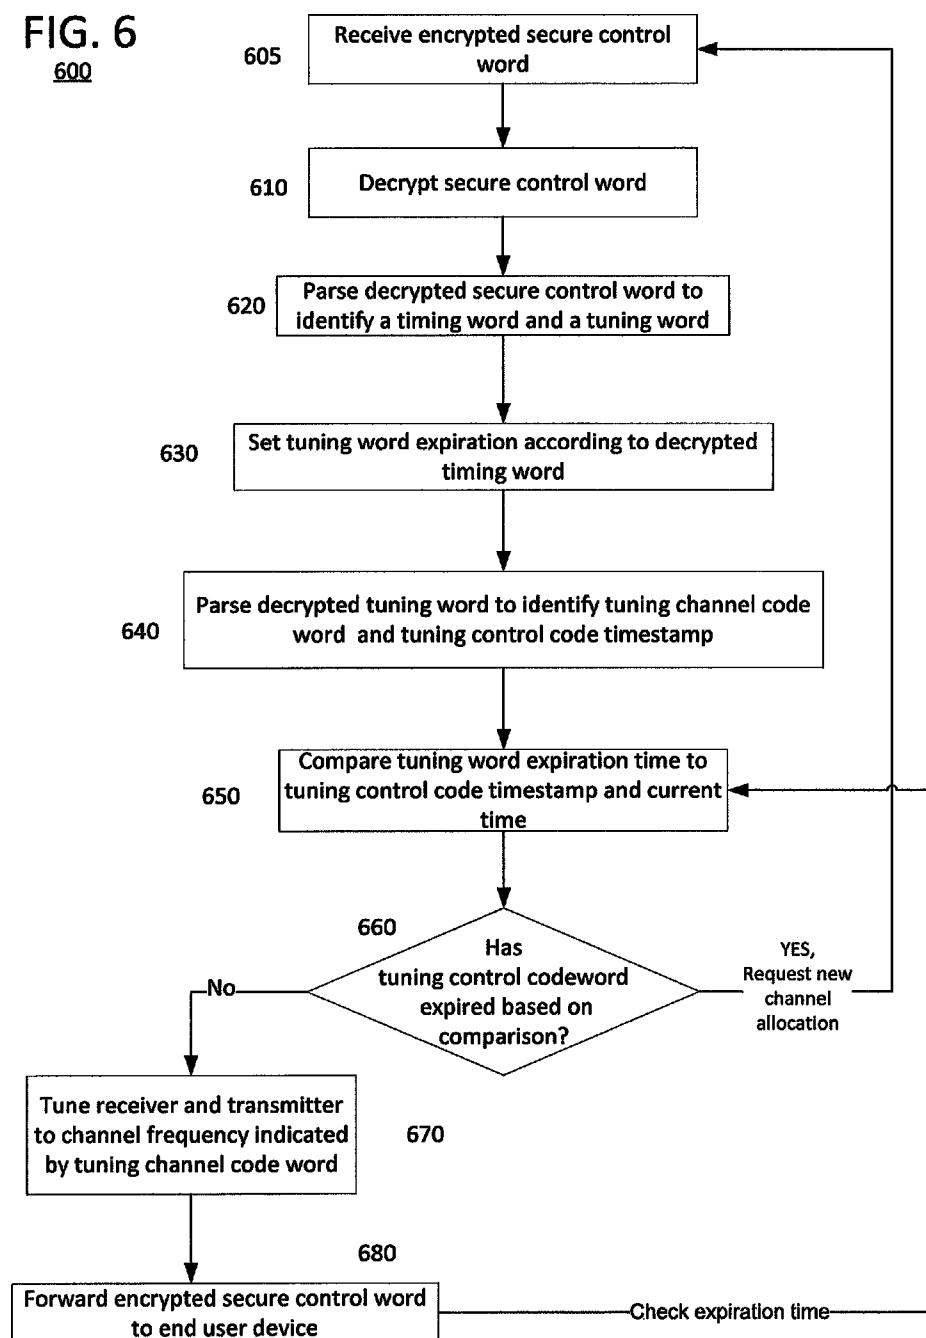 FIG. 6
600
605
Receive encrypted secure control
word
610
Decrypt secure control word
620
Parse decrypted secure control word to
identify a timing word and a tuning word
630
Set tuning word expiration according to decrypted
timing word
640
Parse decrypted tuning word to identify tuning channel code
word and tuning control code timestamp
650
Compare tuning word expiration time to
tuning control code timestamp and current
time
660
Has
tuning control codeword
expired based on
comparison?
No
YES,
Request new
channel
allocation
Tune receiver and transmitter
to channel frequency indicated
by tuning channel code word
670
680
Forward encrypted secure control word
to end user device
Check expiration time